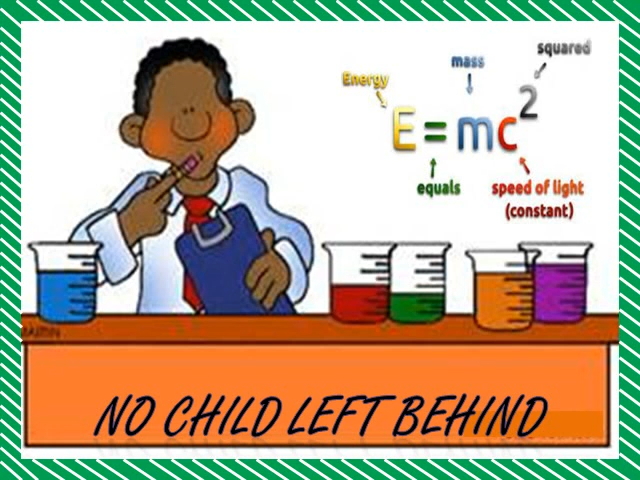 squared
mass
Energy
E=mc²
equals
speed of light
(constant)
NO CHILD LEFT BEHIND